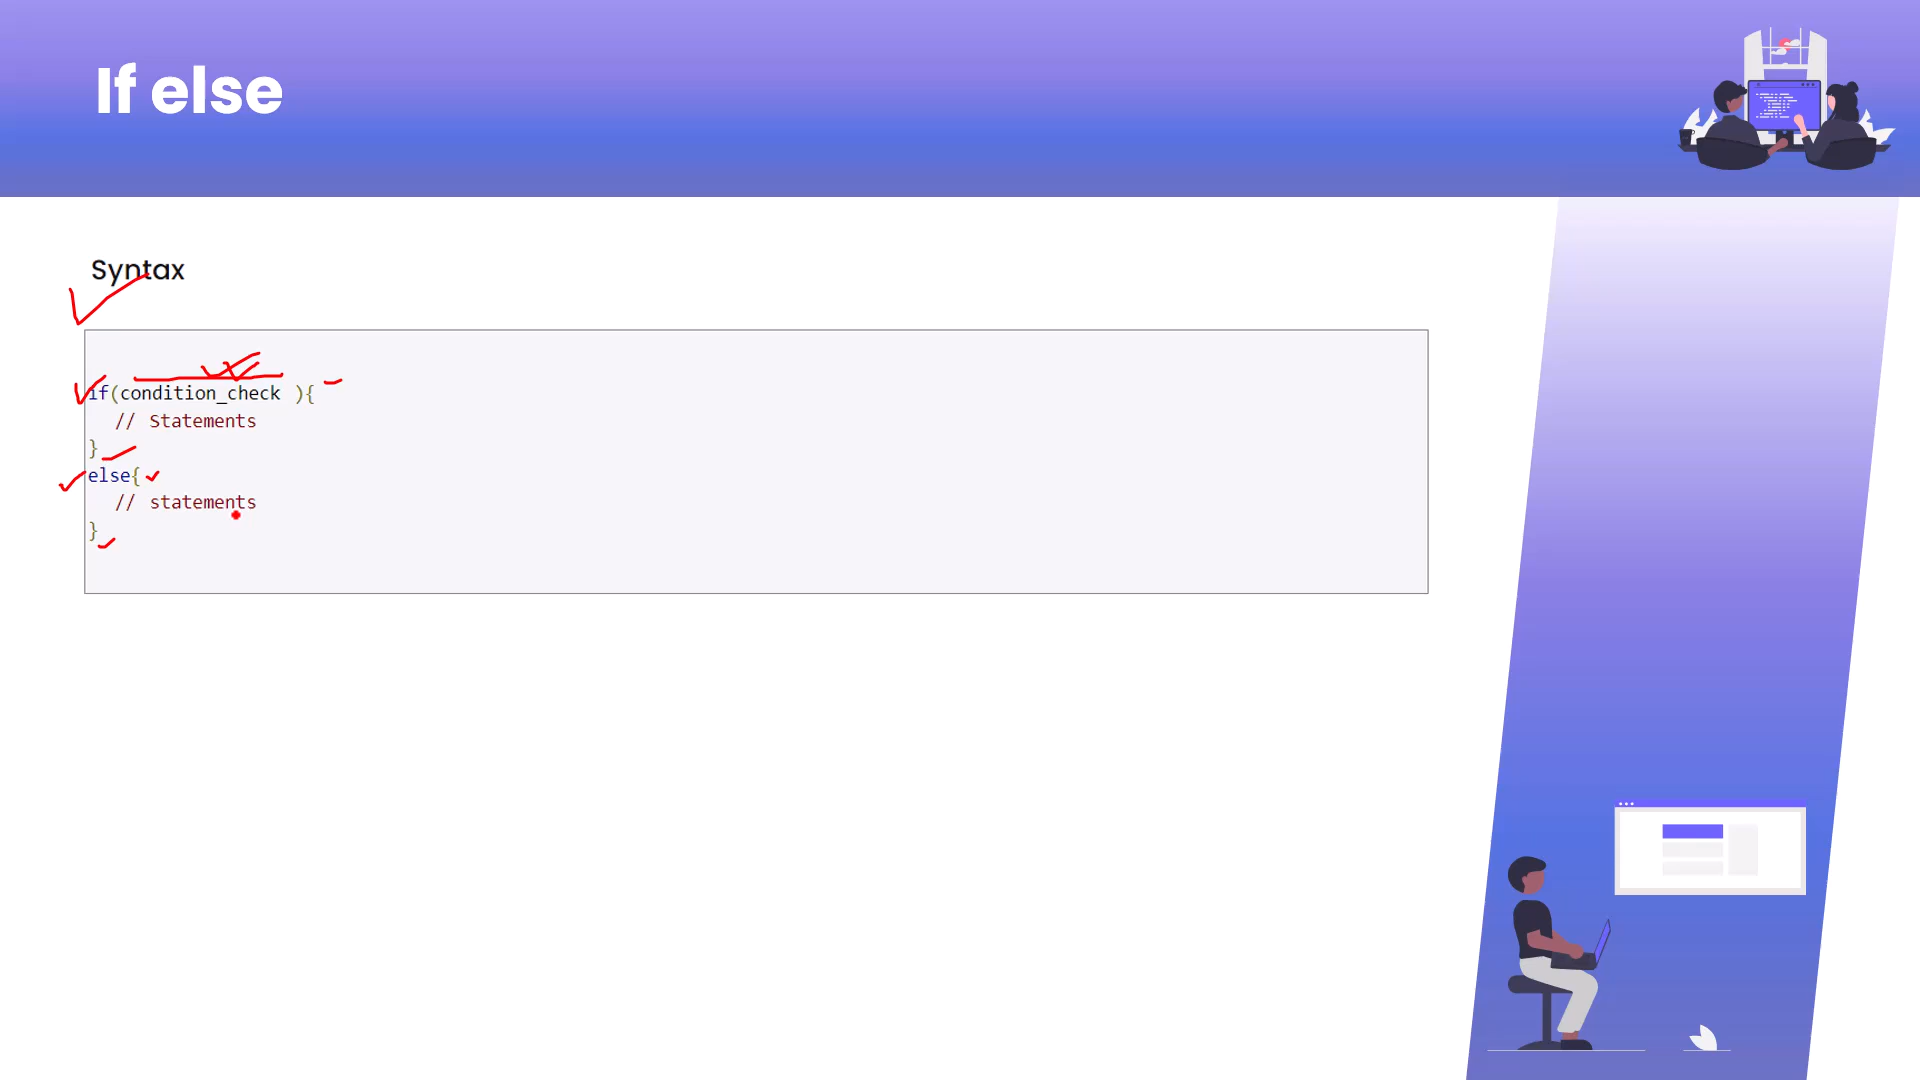 If else
Syntax
if(condition_check ){
// Statements
}
else{
// statements
}